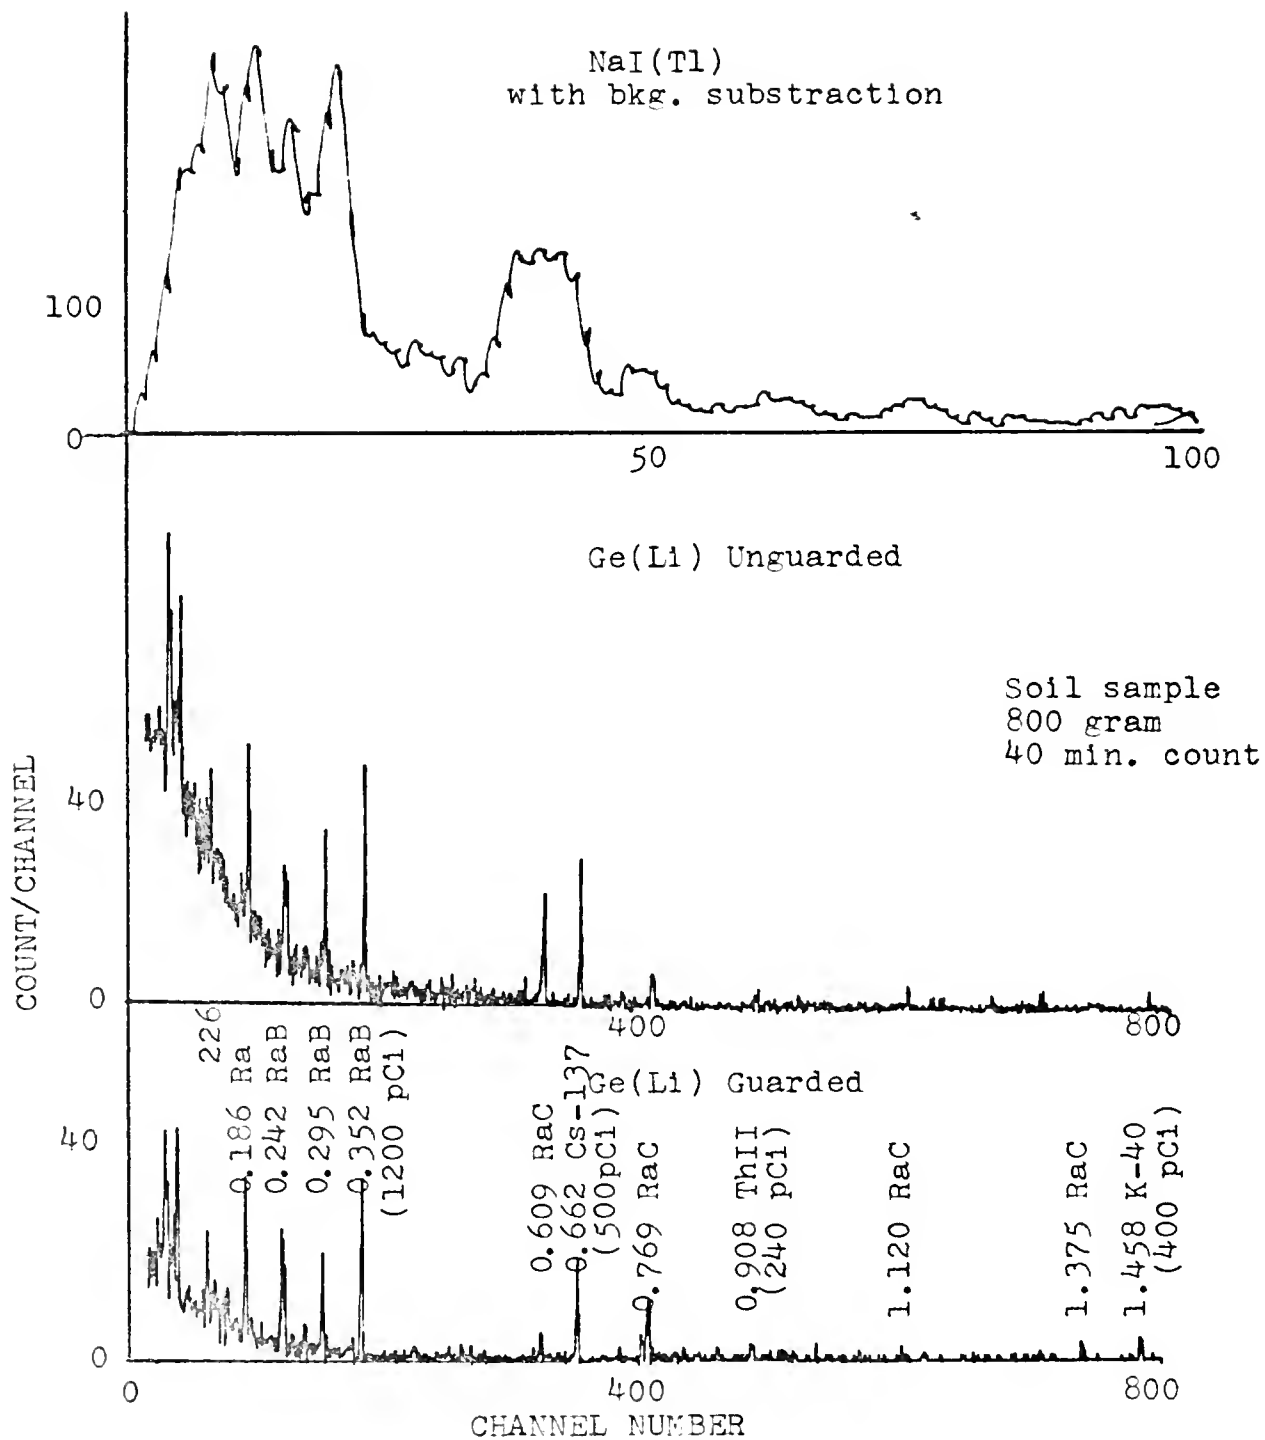 NaI(Tl)
with bkg. substraction
100
0
50
100
Ge(Li) Unguarded
Soil sample
800 gram
40 min. count
COUNT/CHANNEL
40
0
400
800
Ge(Li) Guarded
226
0.186 Ra
0.242 RaB
0.295 RaB
0.352 RaB
(1200 pCi)
0.609 RaC
0.662 Cs-137
(500pCi)
0.769 RaC
0.908 ThII
(240 pCi)
1.120 RaC
1.375 RaC
1.458 K-40
(400 pCi)
40
0
0
400
800
CHANNEL NUMBER